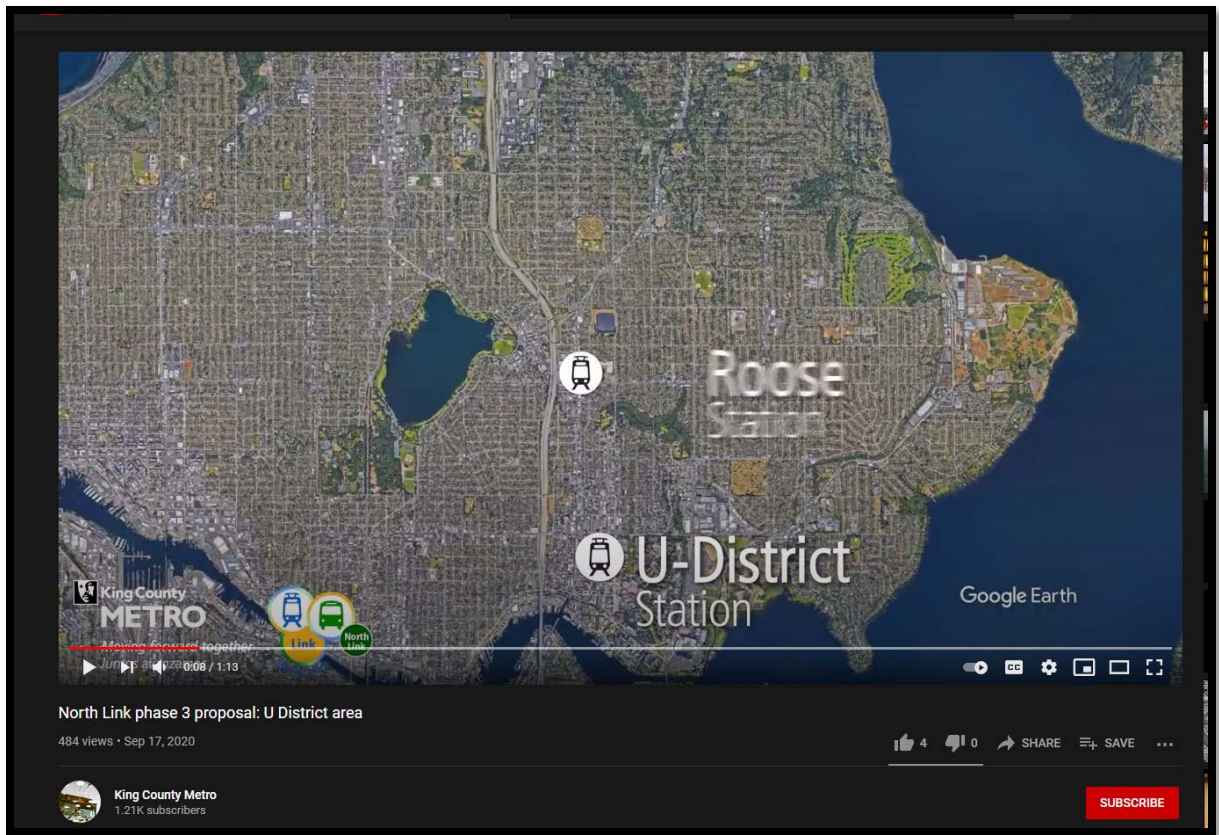 Roose
Station
U-District
Station
Google Earth
King County
METRO
Moving forward together
Link
North
Link
0:08 / 1:13
CC
North Link phase 3 proposal: U District area
484 views • Sep 17, 2020
4
0
SHARE
SAVE
King County Metro
1.21K subscribers
SUBSCRIBE